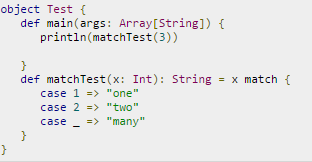 object Test {
   def main(args: Array[String]) {
      println(matchTest(3))

   }
   def matchTest(x: Int): String = x match {
      case 1 => "one"
      case 2 => "two"
      case _ => "many"
   }
}